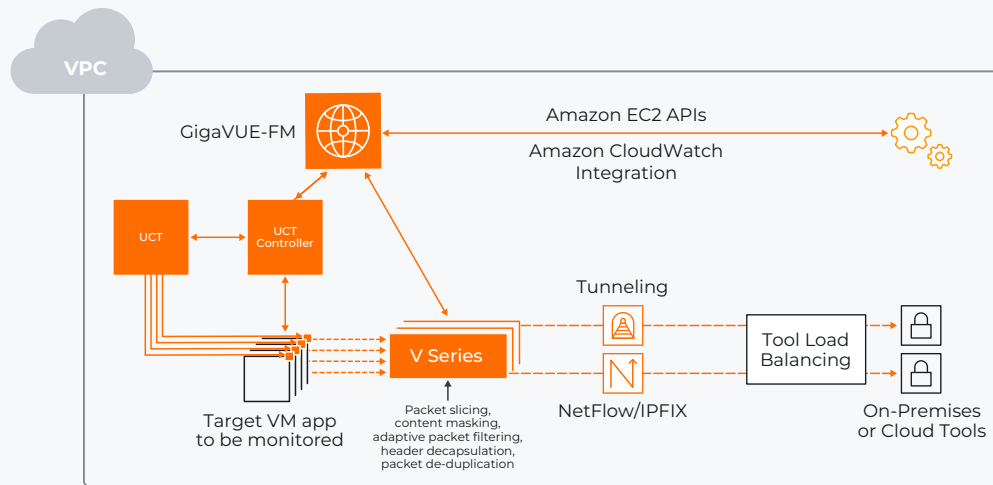 VPC
GigaVUE-FM
Amazon EC2 APIs
Amazon CloudWatch
Integration
UCT
UCT
Controller
Tunneling
V Series
Tool Load
Balancing
NetFlow/IPFIX
Target VM app
to be monitored
Packet slicing,
content masking,
adaptive packet filtering,
header decapsulation,
packet de-duplication
On-Premises
or Cloud Tools